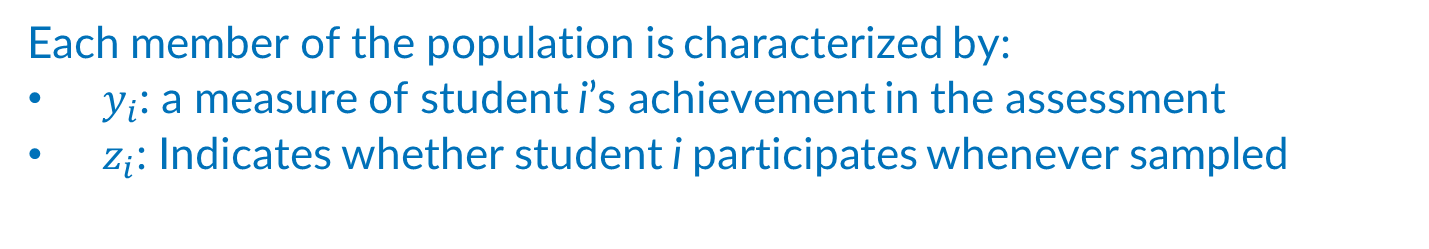 Each member of the population is characterized by:
• yᵢ: a measure of student i’s achievement in the assessment
• zᵢ: Indicates whether student i participates whenever sampled